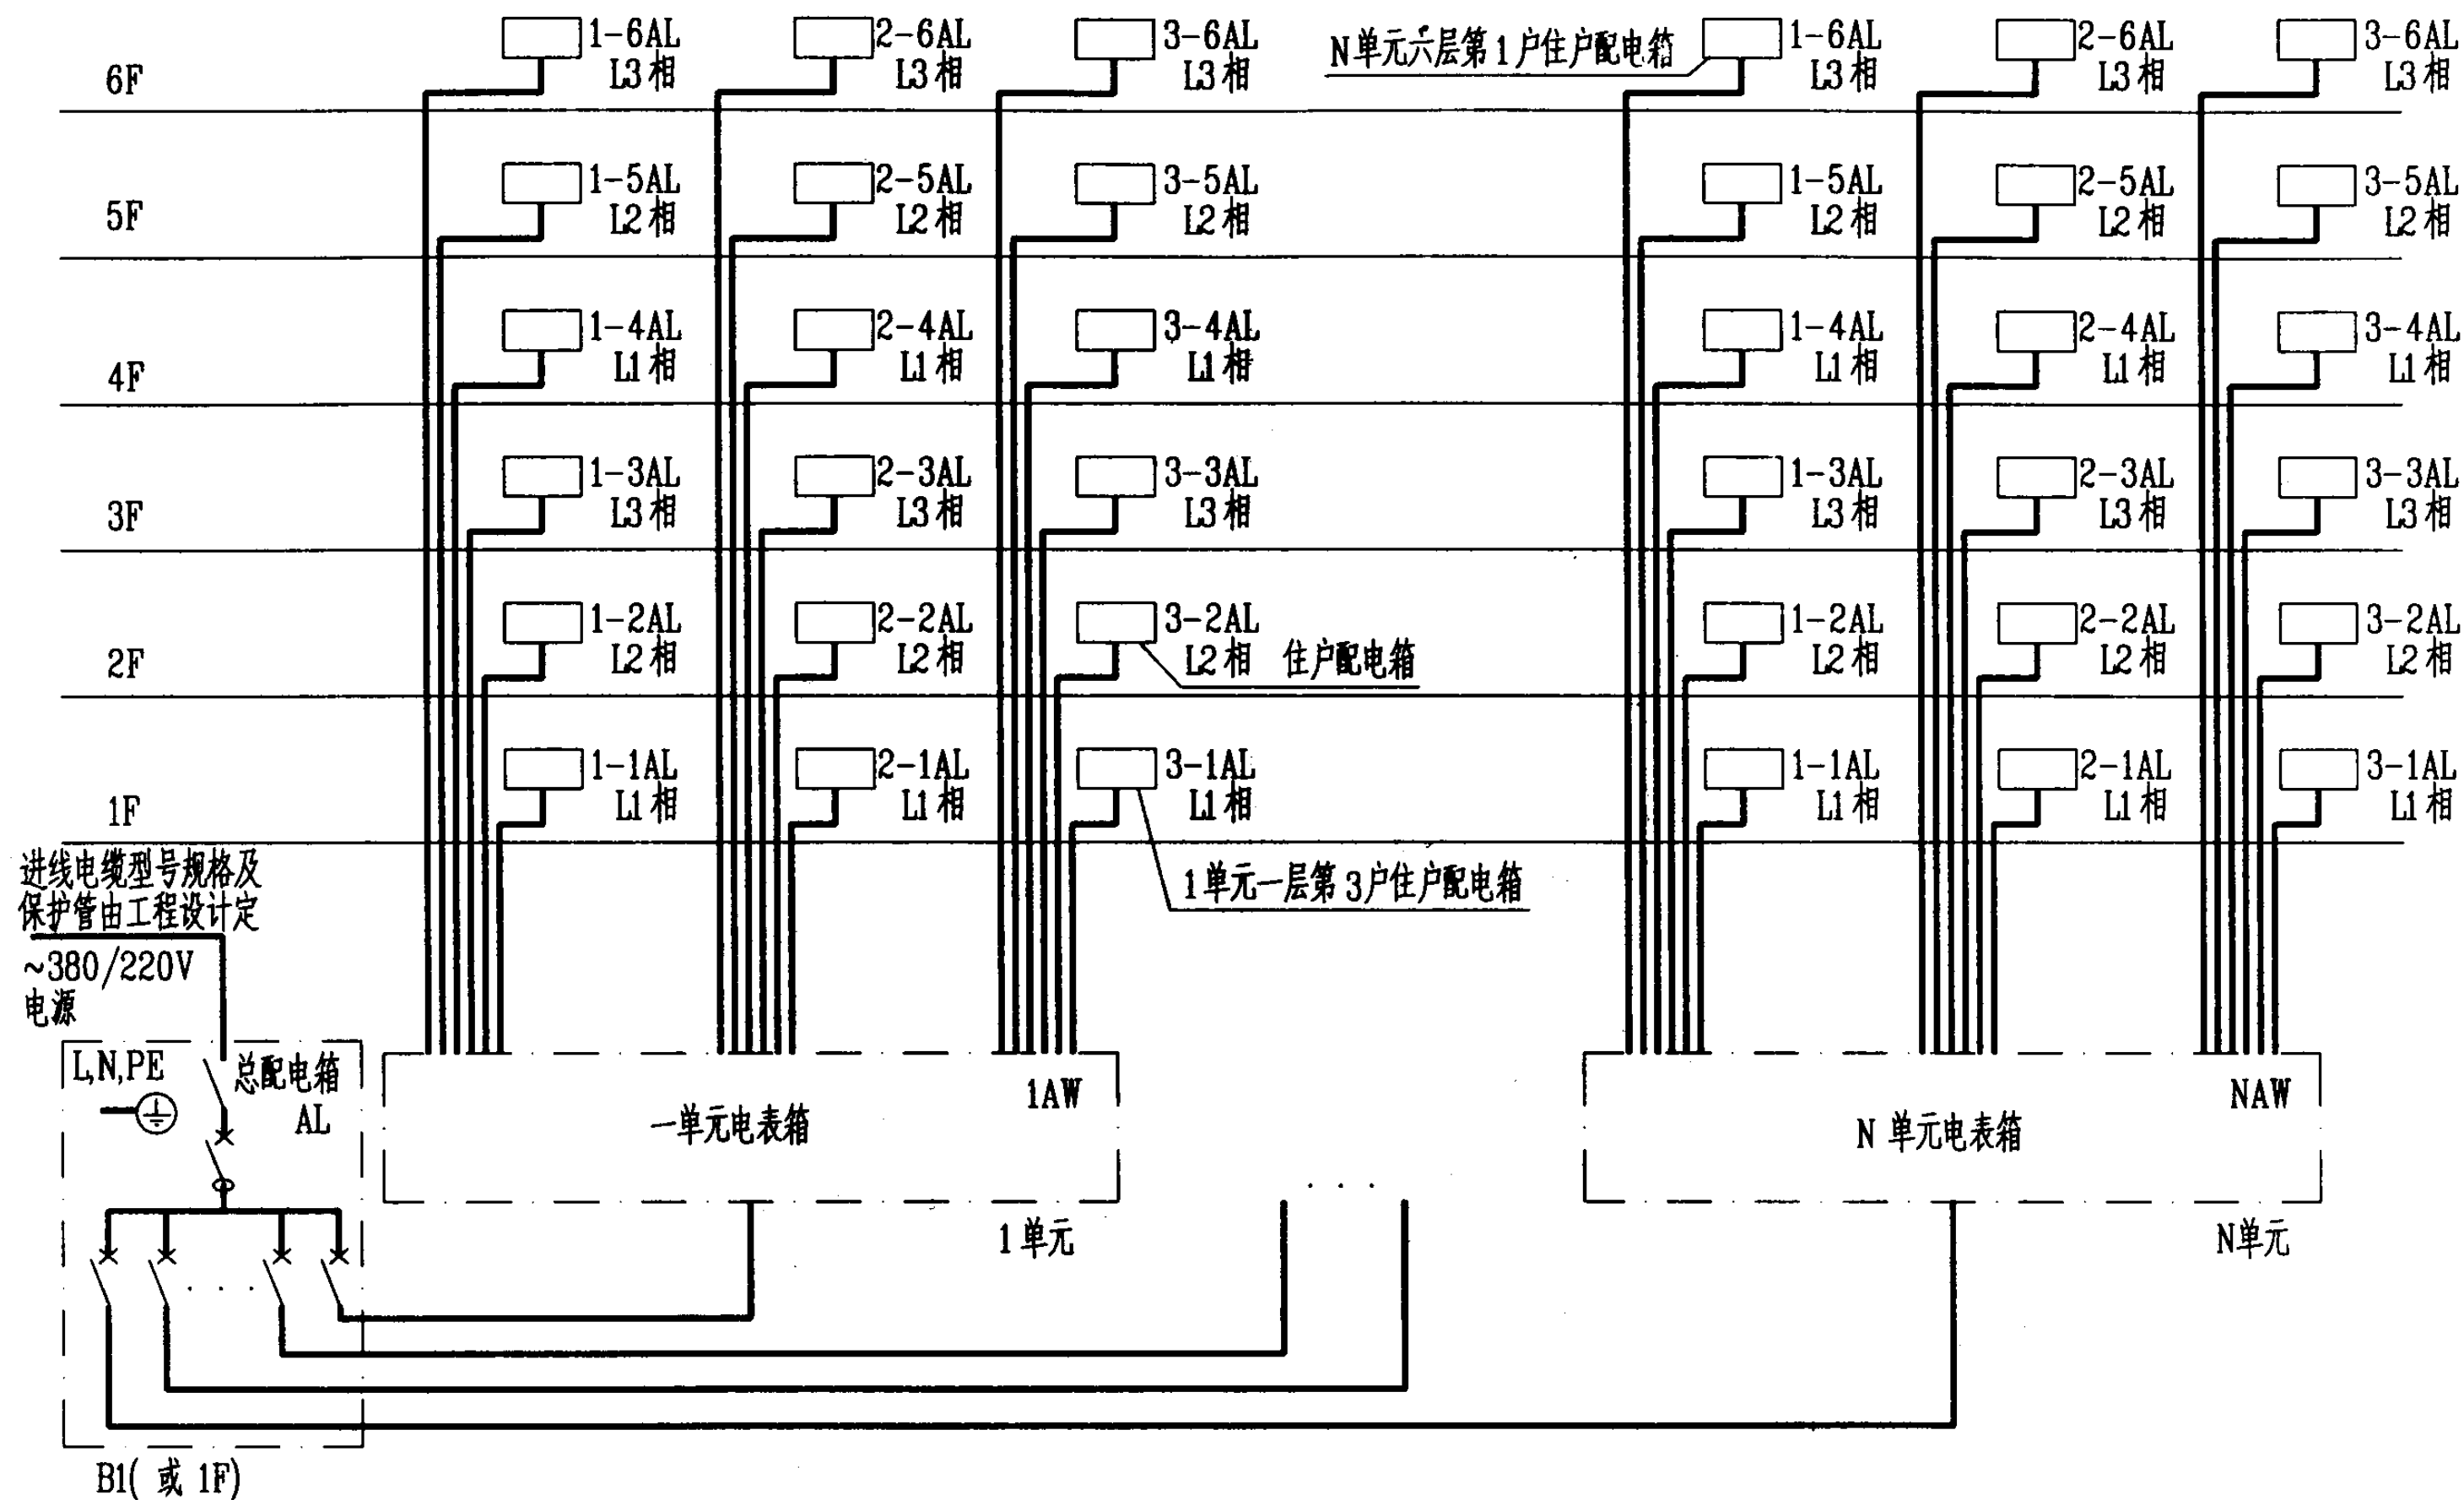 1-6AL
L3相
2-6AL
L3相
3-6AL
L3相
N单元六层第1户住户配电箱
1-6AL
L3相
2-6AL
L3相
3-6AL
L3相
6F
1-5AL
L2相
2-5AL
L2相
3-5AL
L2相
1-5AL
L2相
2-5AL
L2相
3-5AL
L2相
5F
1-4AL
L1相
2-4AL
L1相
3-4AL
L1相
1-4AL
L1相
2-4AL
L1相
3-4AL
L1相
4F
1-3AL
L3相
2-3AL
L3相
3-3AL
L3相
1-3AL
L3相
2-3AL
L3相
3-3AL
L3相
3F
1-2AL
L2相
2-2AL
L2相
3-2AL
L2相
住户配电箱
1-2AL
L2相
2-2AL
L2相
3-2AL
L2相
2F
1-1AL
L1相
2-1AL
L1相
3-1AL
L1相
1-1AL
L1相
2-1AL
L1相
3-1AL
L1相
1F
1单元一层第3户住户配电箱
进线电缆型号规格及
保护管由工程设计定
~380/220V
电源
L,N,PE
总配电箱
AL
1AW
一单元电表箱
NAW
N单元电表箱
1单元
···
N单元
····
B1(或 1F)